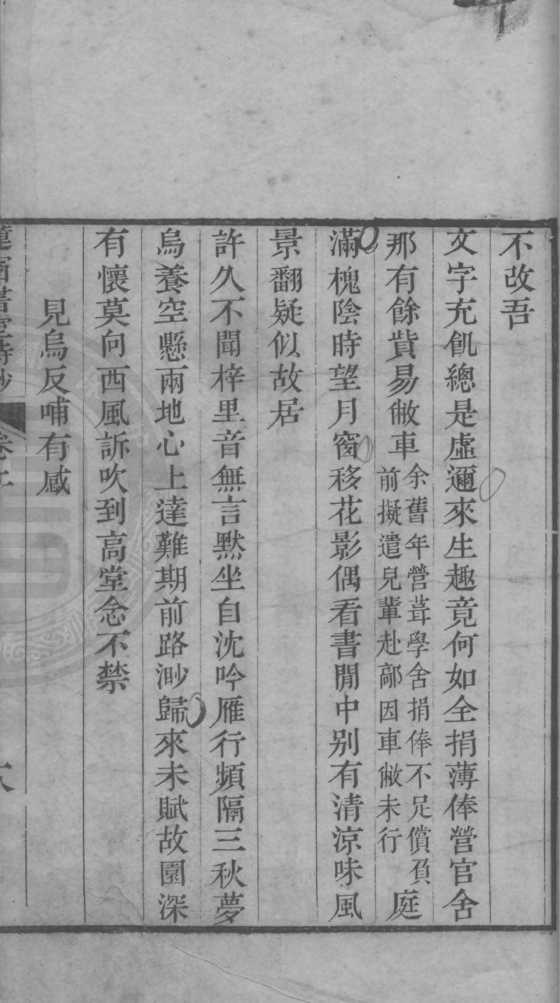 不改吾
文字充飢總是虛邇來生趣竟何如全捐薄俸營官舍
那有餘貲易敝車余舊年營葺學舍捐俸不足償負前擬遣兒輩赴鄗因車敝未行庭
滿槐陰時望月窗移花影偶看書閒中別有清涼味風
景翻疑似故居
許久不聞梓里音無言默坐自沈吟雁行頻隔三秋夢
烏養空懸兩地心上達難期前路渺歸來未賦故園深
有懷莫向西風訴吹到高堂念不禁
見烏反哺有感